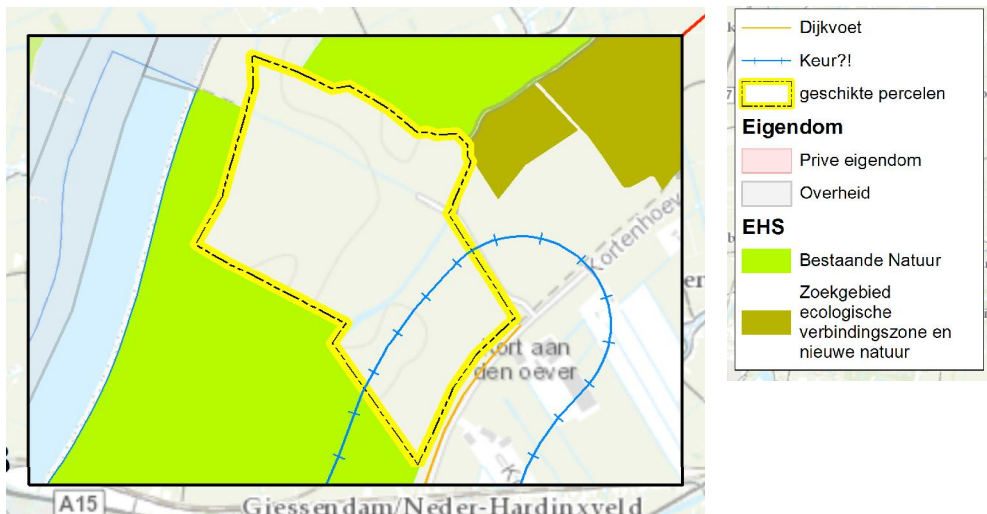 Kortenhoev
Kort aan
den oever
A15
Giessendam/Neder-Hardinxveld
Dijkvoet
Keur?!
geschikte percelen
Eigendom
Prive eigendom
Overheid
EHS
Bestaande Natuur
Zoekgebied
ecologische
verbindingszone en
nieuwe natuur